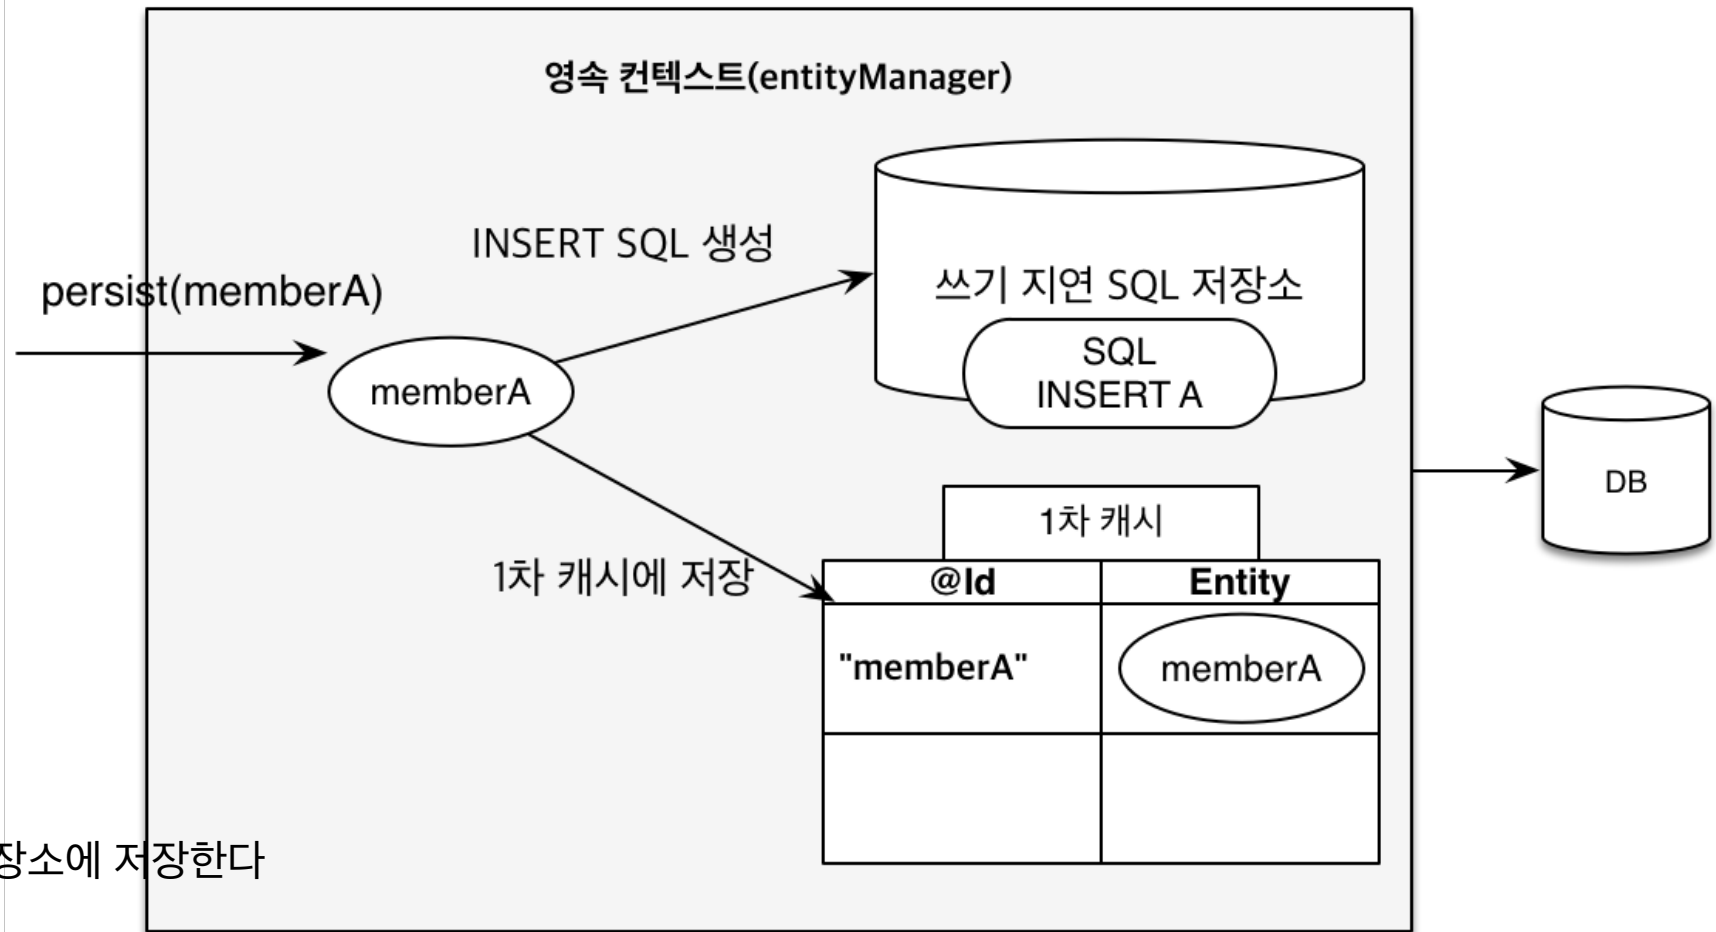 영속 컨텍스트(entityManager)
INSERT SQL 생성
persist(memberA)
쓰기 지연 SQL 저장소
SQL
INSERT A
memberA
DB
1차 캐시
1차 캐시에 저장
@Id Entity
"memberA" memberA
장소에 저장한다